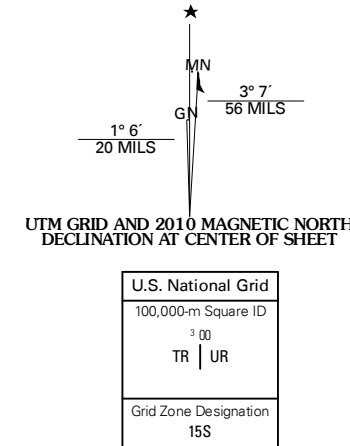 ★
MN
GN
3° 7´
56 MILS
1° 6´
20 MILS
UTM GRID AND 2010 MAGNETIC NORTH
DECLINATION AT CENTER OF SHEET
U.S. National Grid
100,000-m Square ID
3 00
TR UR
Grid Zone Designation
15S